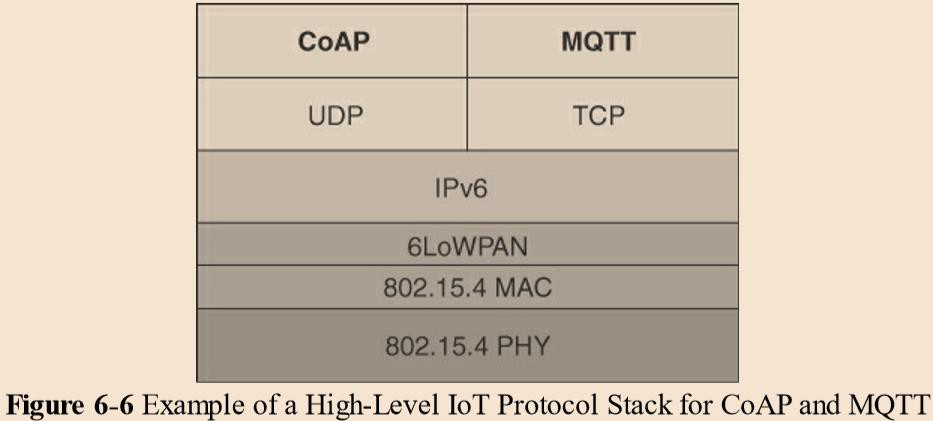 CoAP MQTT
UDP TCP
IPv6
6LoWPAN
802.15.4 MAC
802.15.4 PHY
Figure 6-6 Example of a High-Level IoT Protocol Stack for CoAP and MQTT